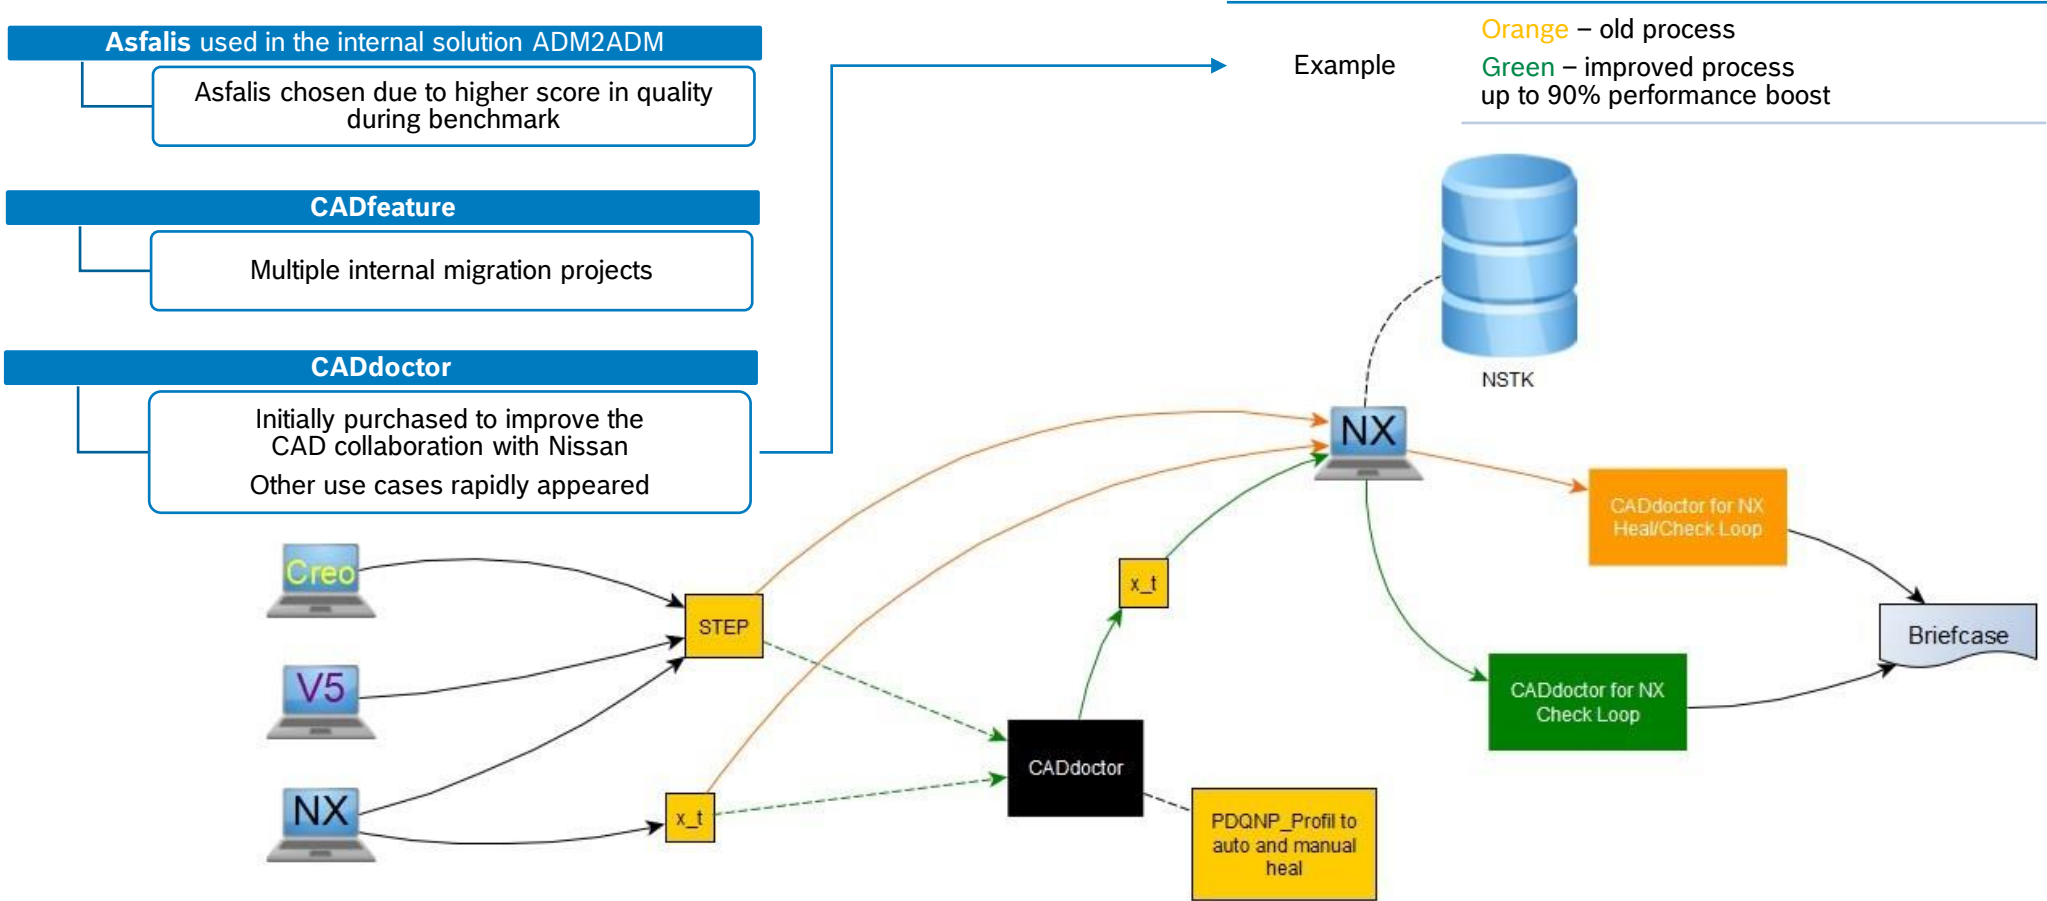 Asfalis used in the internal solution ADM2ADM
Asfalis chosen due to higher score in quality
during benchmark
CADfeature
Multiple internal migration projects
CADdoctor
Initially purchased to improve the
CAD collaboration with Nissan
Other use cases rapidly appeared
Example
Orange – old process
Green – improved process
up to 90% performance boost
NSTK
NX
CADdoctor for NX
Heal/Check Loop
Creo
x_t
STEP
Briefcase
V5
CADdoctor for NX
Check Loop
CADdoctor
NX
x_t
PDQNP_Profil to
auto and manual
heal